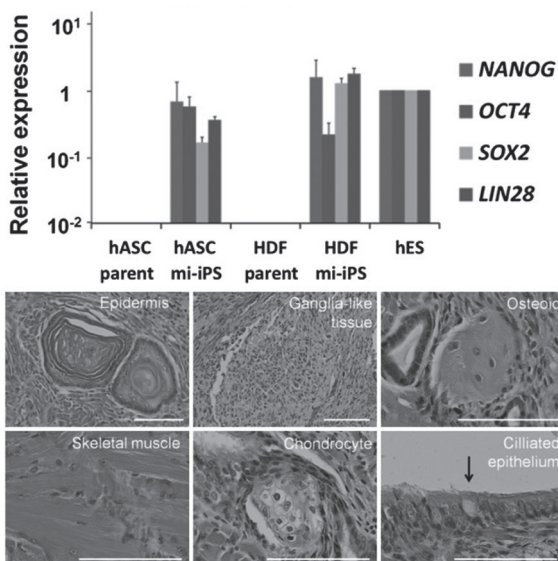 Relative expression
10¹
1
10⁻¹
10⁻²
hASC parent
hASC mi-iPS
HDF parent
HDF mi-iPS
hES
NANOG
OCT4
SOX2
LIN28
Epidermis
Ganglia-like
tissue
Osteoid
Skeletal muscle
Chondrocyte
Cilliated
epithelium